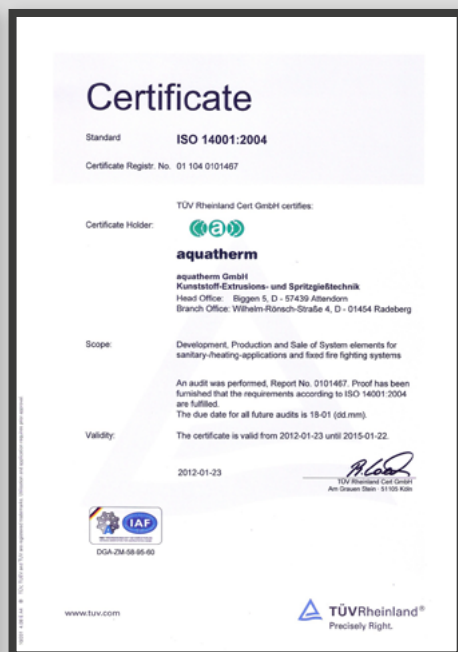 Certificate
Standard ISO 14001:2004
Certificate Registr. No. 01 104 0101467
TÜV Rheinland Cert GmbH certifies:
Certificate Holder:
a
aquatherm
aquatherm GmbH
Kunststoff-Extrusions- und Spritzgießtechnik
Head Office: Biggen 5, D - 57439 Attendorn
Branch Office: Wilhelm-Rönsch-Straße 4, D - 01454 Radeberg
Scope: Development, Production and Sale of System elements for
sanitary-/heating-applications and fixed fire fighting systems
An audit was performed, Report No. 0101467. Proof has been
furnished that the requirements according to ISO 14001:2004
are fulfilled.
The due date for all future audits is 18-01 (dd.mm).
Validity: The certificate is valid from 2012-01-23 until 2015-01-22.
2012-01-23
TÜV Rheinland Cert GmbH
Am Grauen Stein · 51105 Köln
IAF
DGA-ZM-58-95-60
www.tuv.com
TÜVRheinland®
Precisely Right.